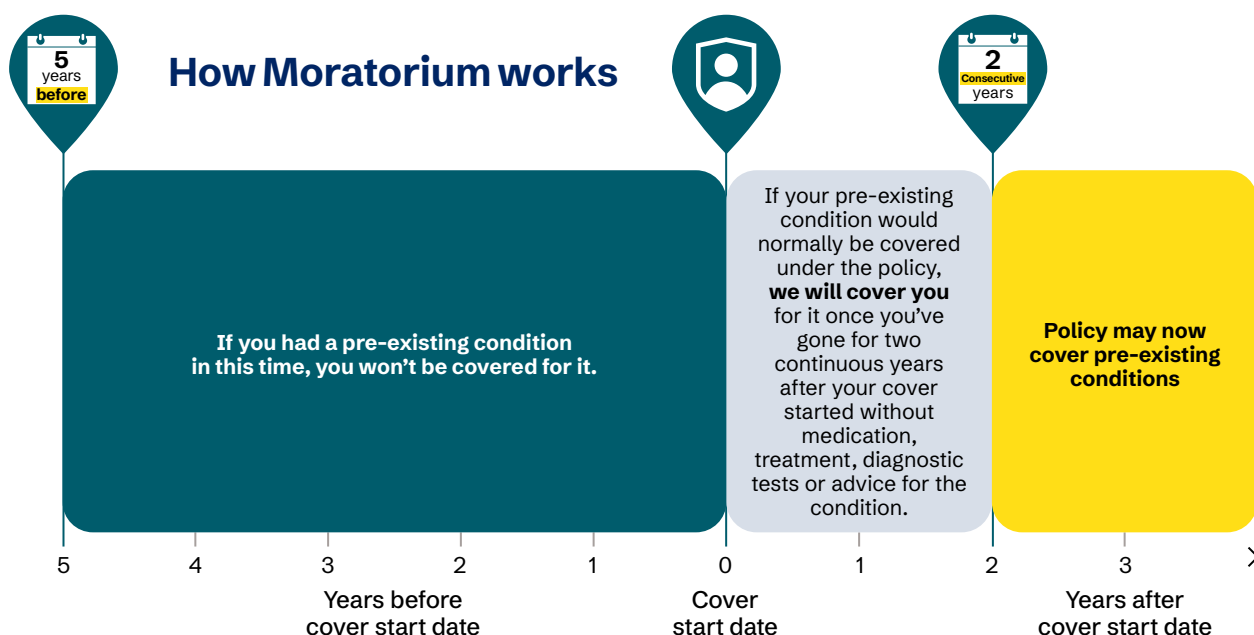 5
years
before
How Moratorium works
2
Consecutive
years
If you had a pre-existing condition
in this time, you won’t be covered for it.
If your pre-existing
condition would
normally be covered
under the policy,
we will cover you
for it once you’ve
gone for two
continuous years
after your cover
started without
medication,
treatment, diagnostic
tests or advice for the
condition.
Policy may now
cover pre-existing
conditions
5 4 3 2 1 0 1 2 3
Years before
cover start date
Cover
start date
Years after
cover start date